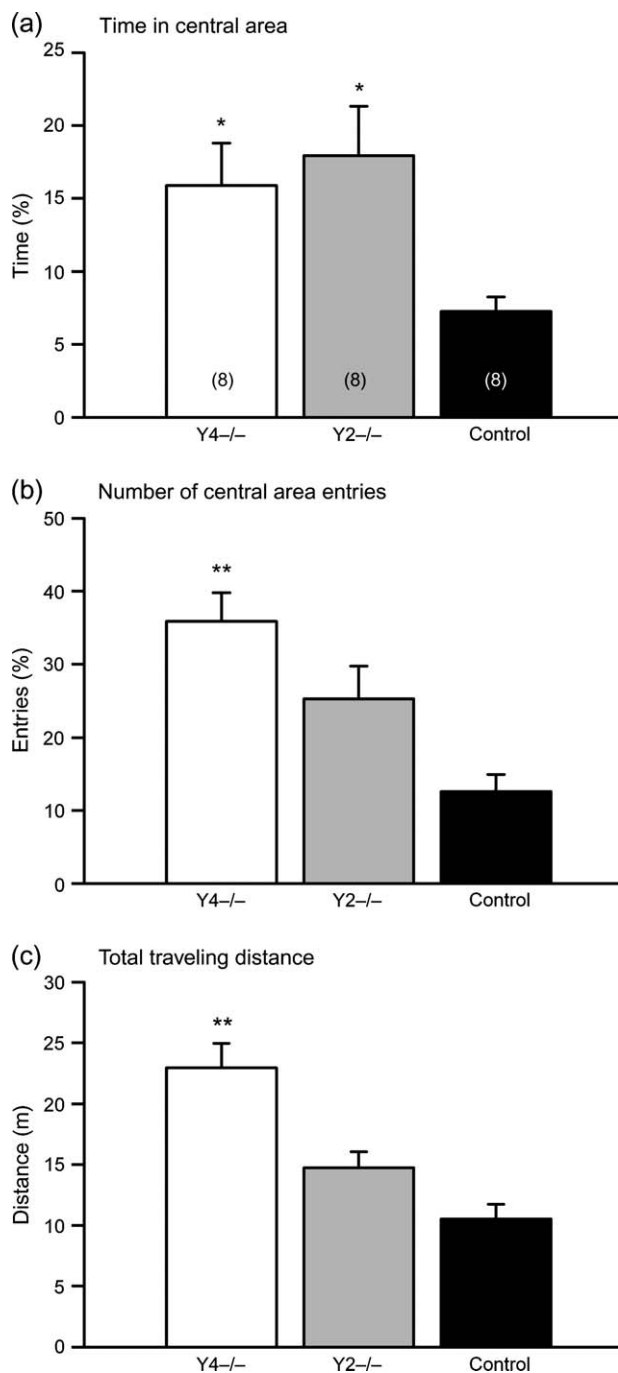 (a) Time in central area
25
20
15
10
5
0
Time (%)
*
*
(8) (8) (8)
Y4–/– Y2–/– Control
(b) Number of central area entries
50
40
30
20
10
0
Entries (%)
**
Y4–/– Y2–/– Control
(c) Total traveling distance
30
25
20
15
10
5
0
Distance (m)
**
Y4–/– Y2–/– Control